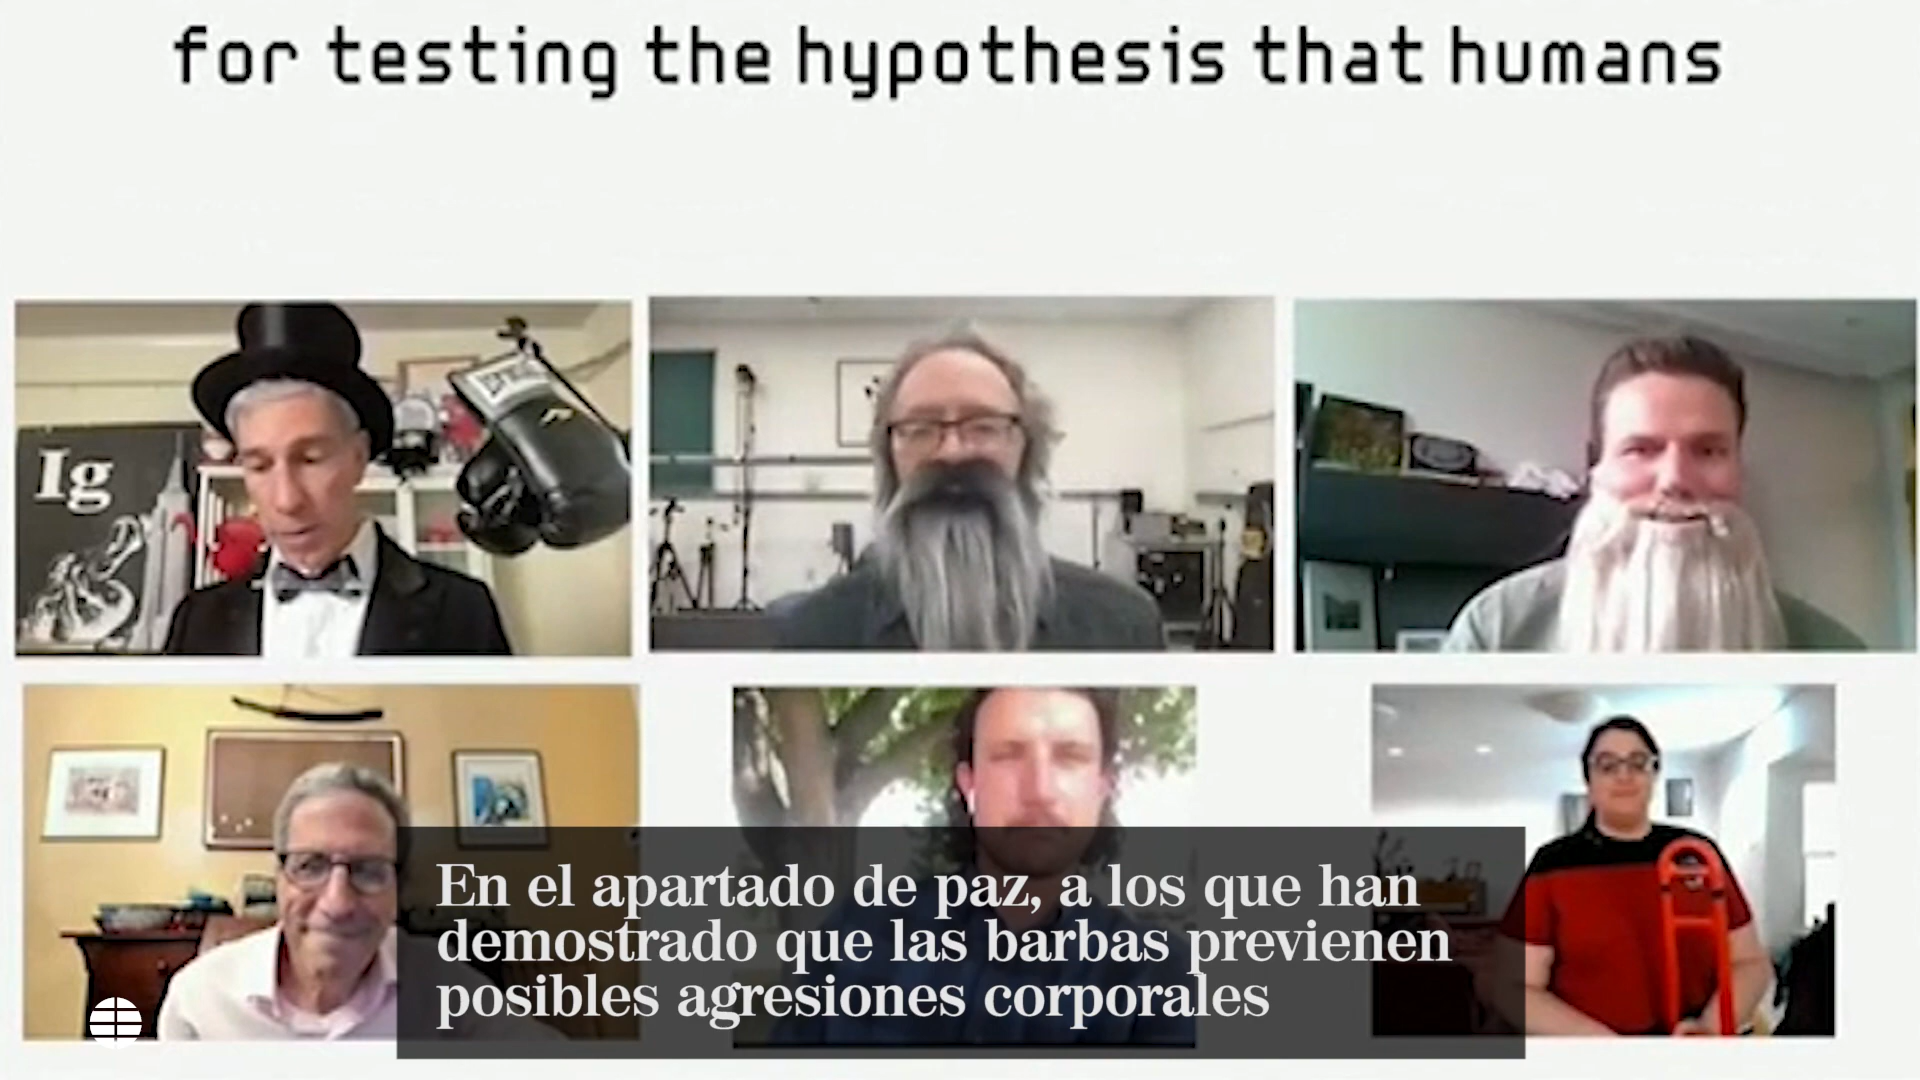 for testing the hypothesis that humans
Ig
En el apartado de paz, a los que han
demostrado que las barbas previenen
posibles agresiones corporales